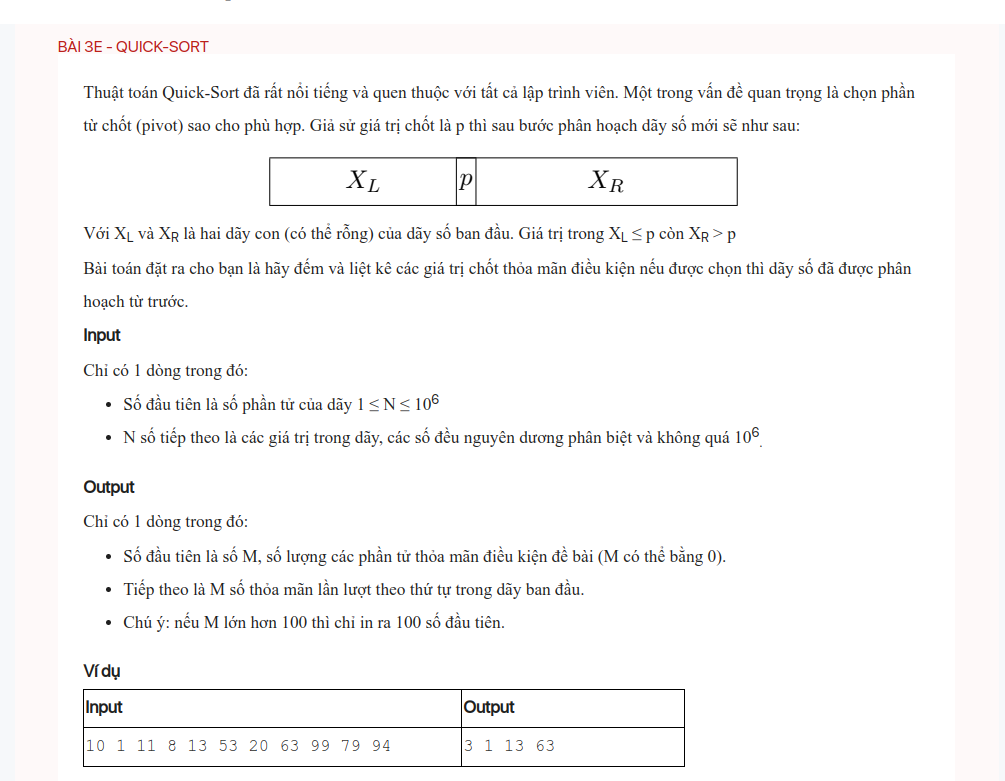 BÀI 3E - QUICK-SORT
Thuật toán Quick-Sort đã rất nổi tiếng và quen thuộc với tất cả lập trình viên. Một trong vấn đề quan trọng là chọn phần
từ chốt (pivot) sao cho phù hợp. Giả sử giá trị chốt là p thì sau bước phân hoạch dãy số mới sẽ như sau:
X_L p X_R
Với X_L và X_R là hai dãy con (có thể rỗng) của dãy số ban đầu. Giá trị trong X_L ≤ p còn X_R > p
Bài toán đặt ra cho bạn là hãy đếm và liệt kê các giá trị chốt thỏa mãn điều kiện nếu được chọn thì dãy số đã được phân
hoạch từ trước.
Input
Chỉ có 1 dòng trong đó:
• Số đầu tiên là số phần tử của dãy 1 ≤ N ≤ 10^6
• N số tiếp theo là các giá trị trong dãy, các số đều nguyên dương phân biệt và không quá 10^6.
Output
Chỉ có 1 dòng trong đó:
• Số đầu tiên là số M, số lượng các phần tử thỏa mãn điều kiện đề bài (M có thể bằng 0).
• Tiếp theo là M số thỏa mãn lần lượt theo thứ tự trong dãy ban đầu.
• Chú ý: nếu M lớn hơn 100 thì chỉ in ra 100 số đầu tiên.
Ví dụ
Input Output
10 1 11 8 13 53 20 63 99 79 94 3 1 13 63